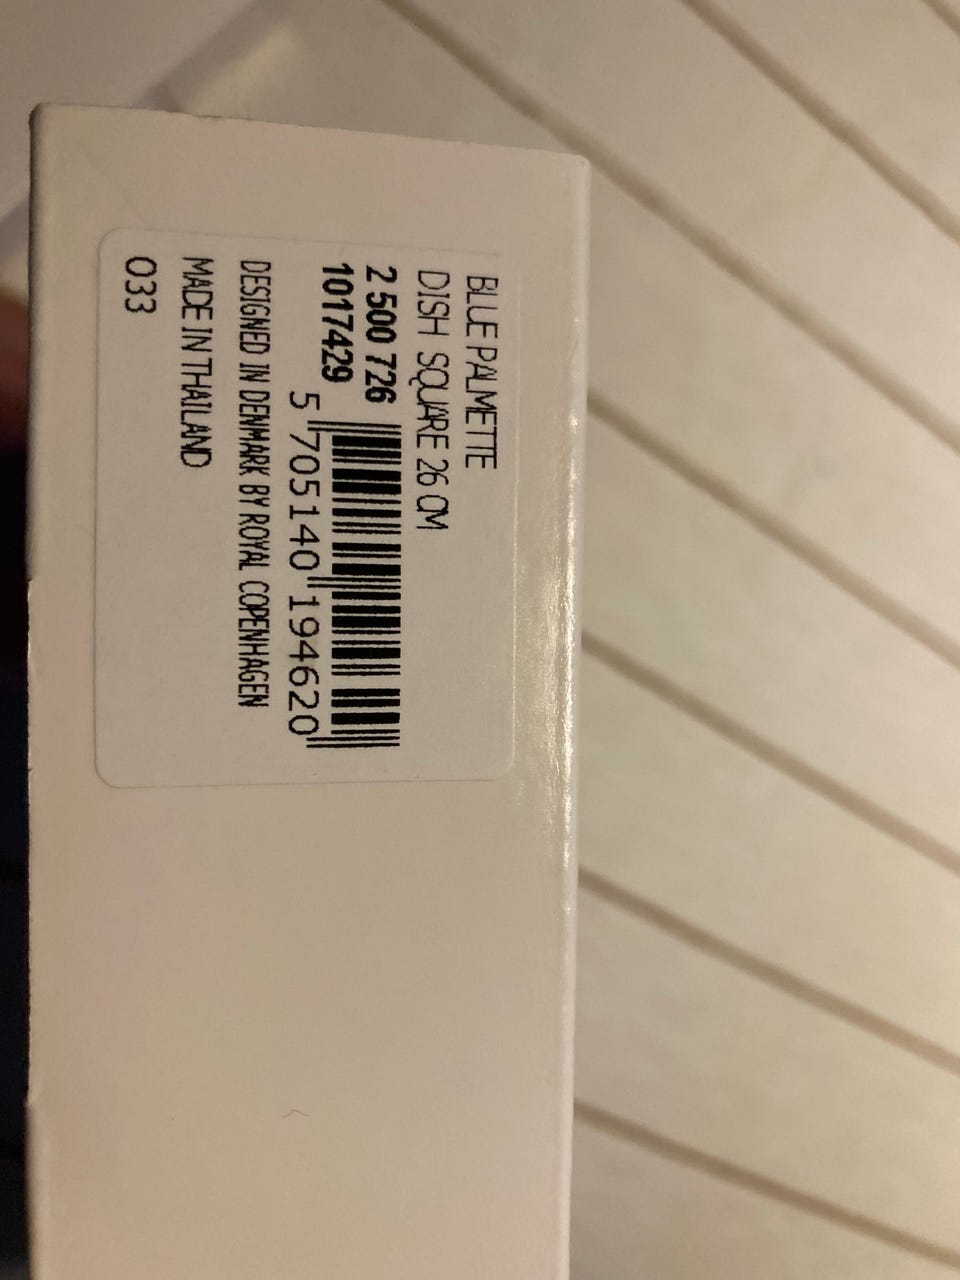 BLUE PALMETTE
DISH SQUARE 26 CM
2 500 726
1017429
5 705140 194620
DESIGNED IN DENMARK BY ROYAL COPENHAGEN
MADE IN THAILAND
033